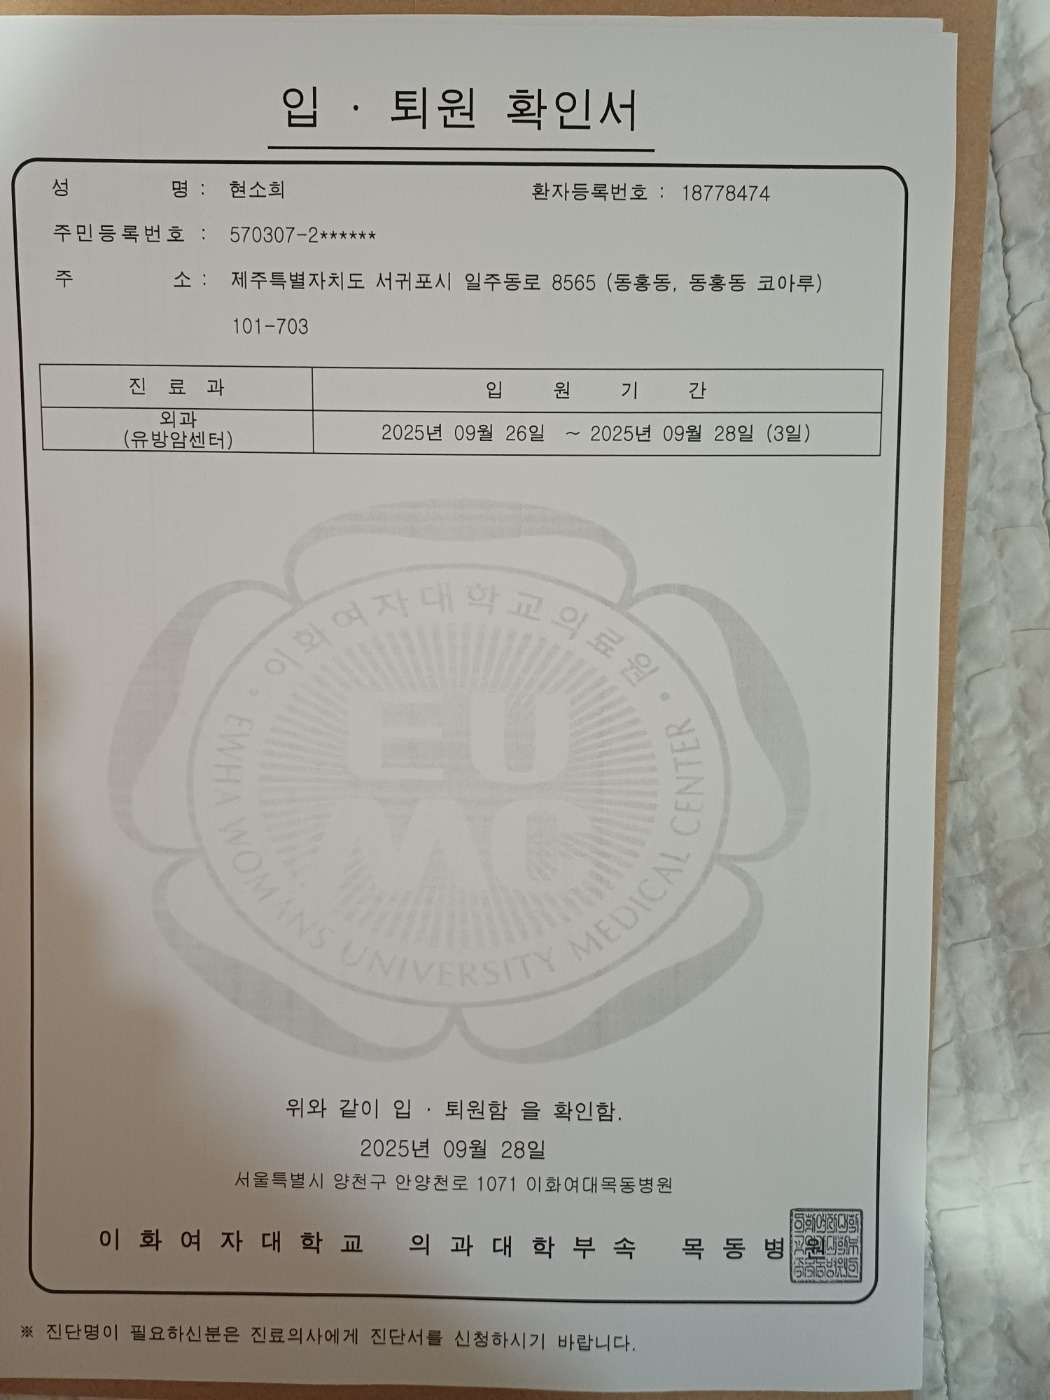 입 · 퇴원 확인서
성 명 : 현소희 환자등록번호 : 18778474
주민등록번호 : 570307-2******
주 소 : 제주특별자치도 서귀포시 일주동로 8565 (동홍동, 동홍동 코아루)
101-703
진 료 과 입 원 기 간
외과
(유방암센터) 2025년 09월 26일 ~ 2025년 09월 28일 (3일)
• 이화여자대학교의료원 •
EU
MC
EWHA WOMANS UNIVERSITY MEDICAL CENTER
위와 같이 입 · 퇴원함 을 확인함.
2025년 09월 28일
서울특별시 양천구 안양천로 1071 이화여대목동병원
이 화 여 자 대 학 교 의 과 대 학 부 속 목 동 병 원
※ 진단명이 필요하신분은 진료의사에게 진단서를 신청하시기 바랍니다.